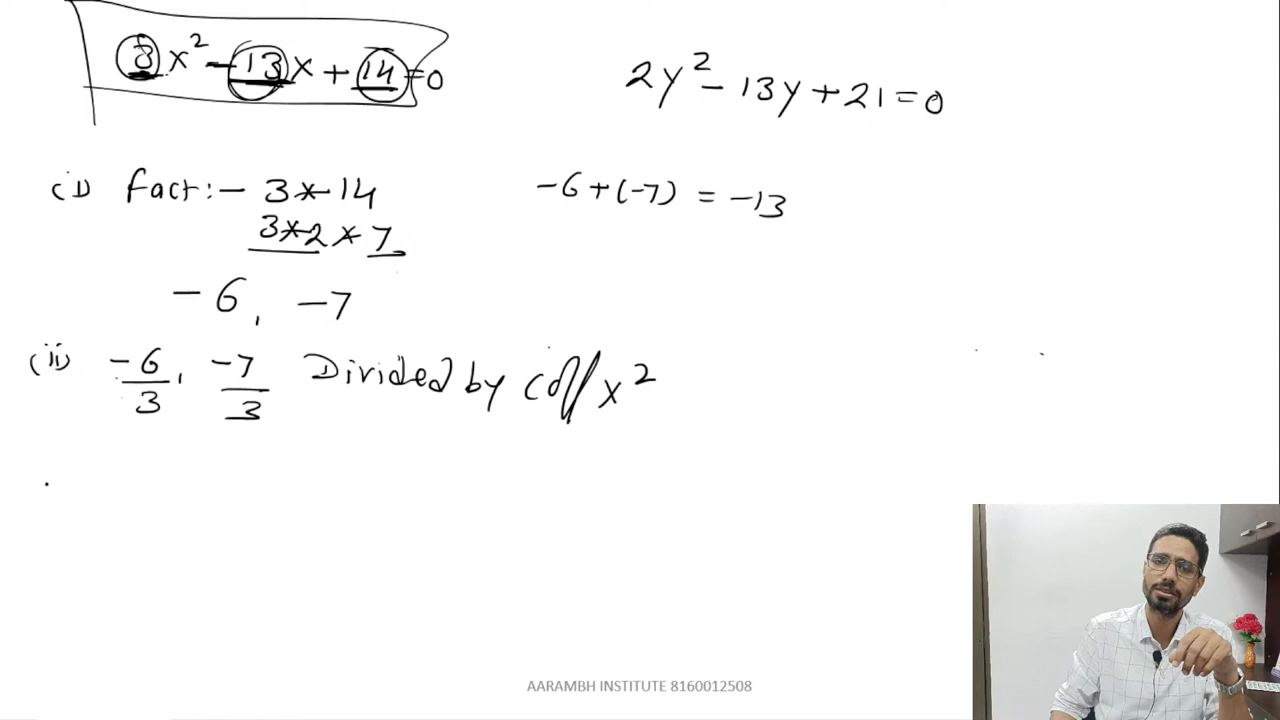 3x² - 13x + 14 = 0
2y² - 13y + 21 = 0
(i) fact:- 3*14
-6 + (-7) = -13
3*2*7
-6, -7
(ii) -6/3, -7/3 Divided by coff x²
AARAMBH INSTITUTE 8160012508